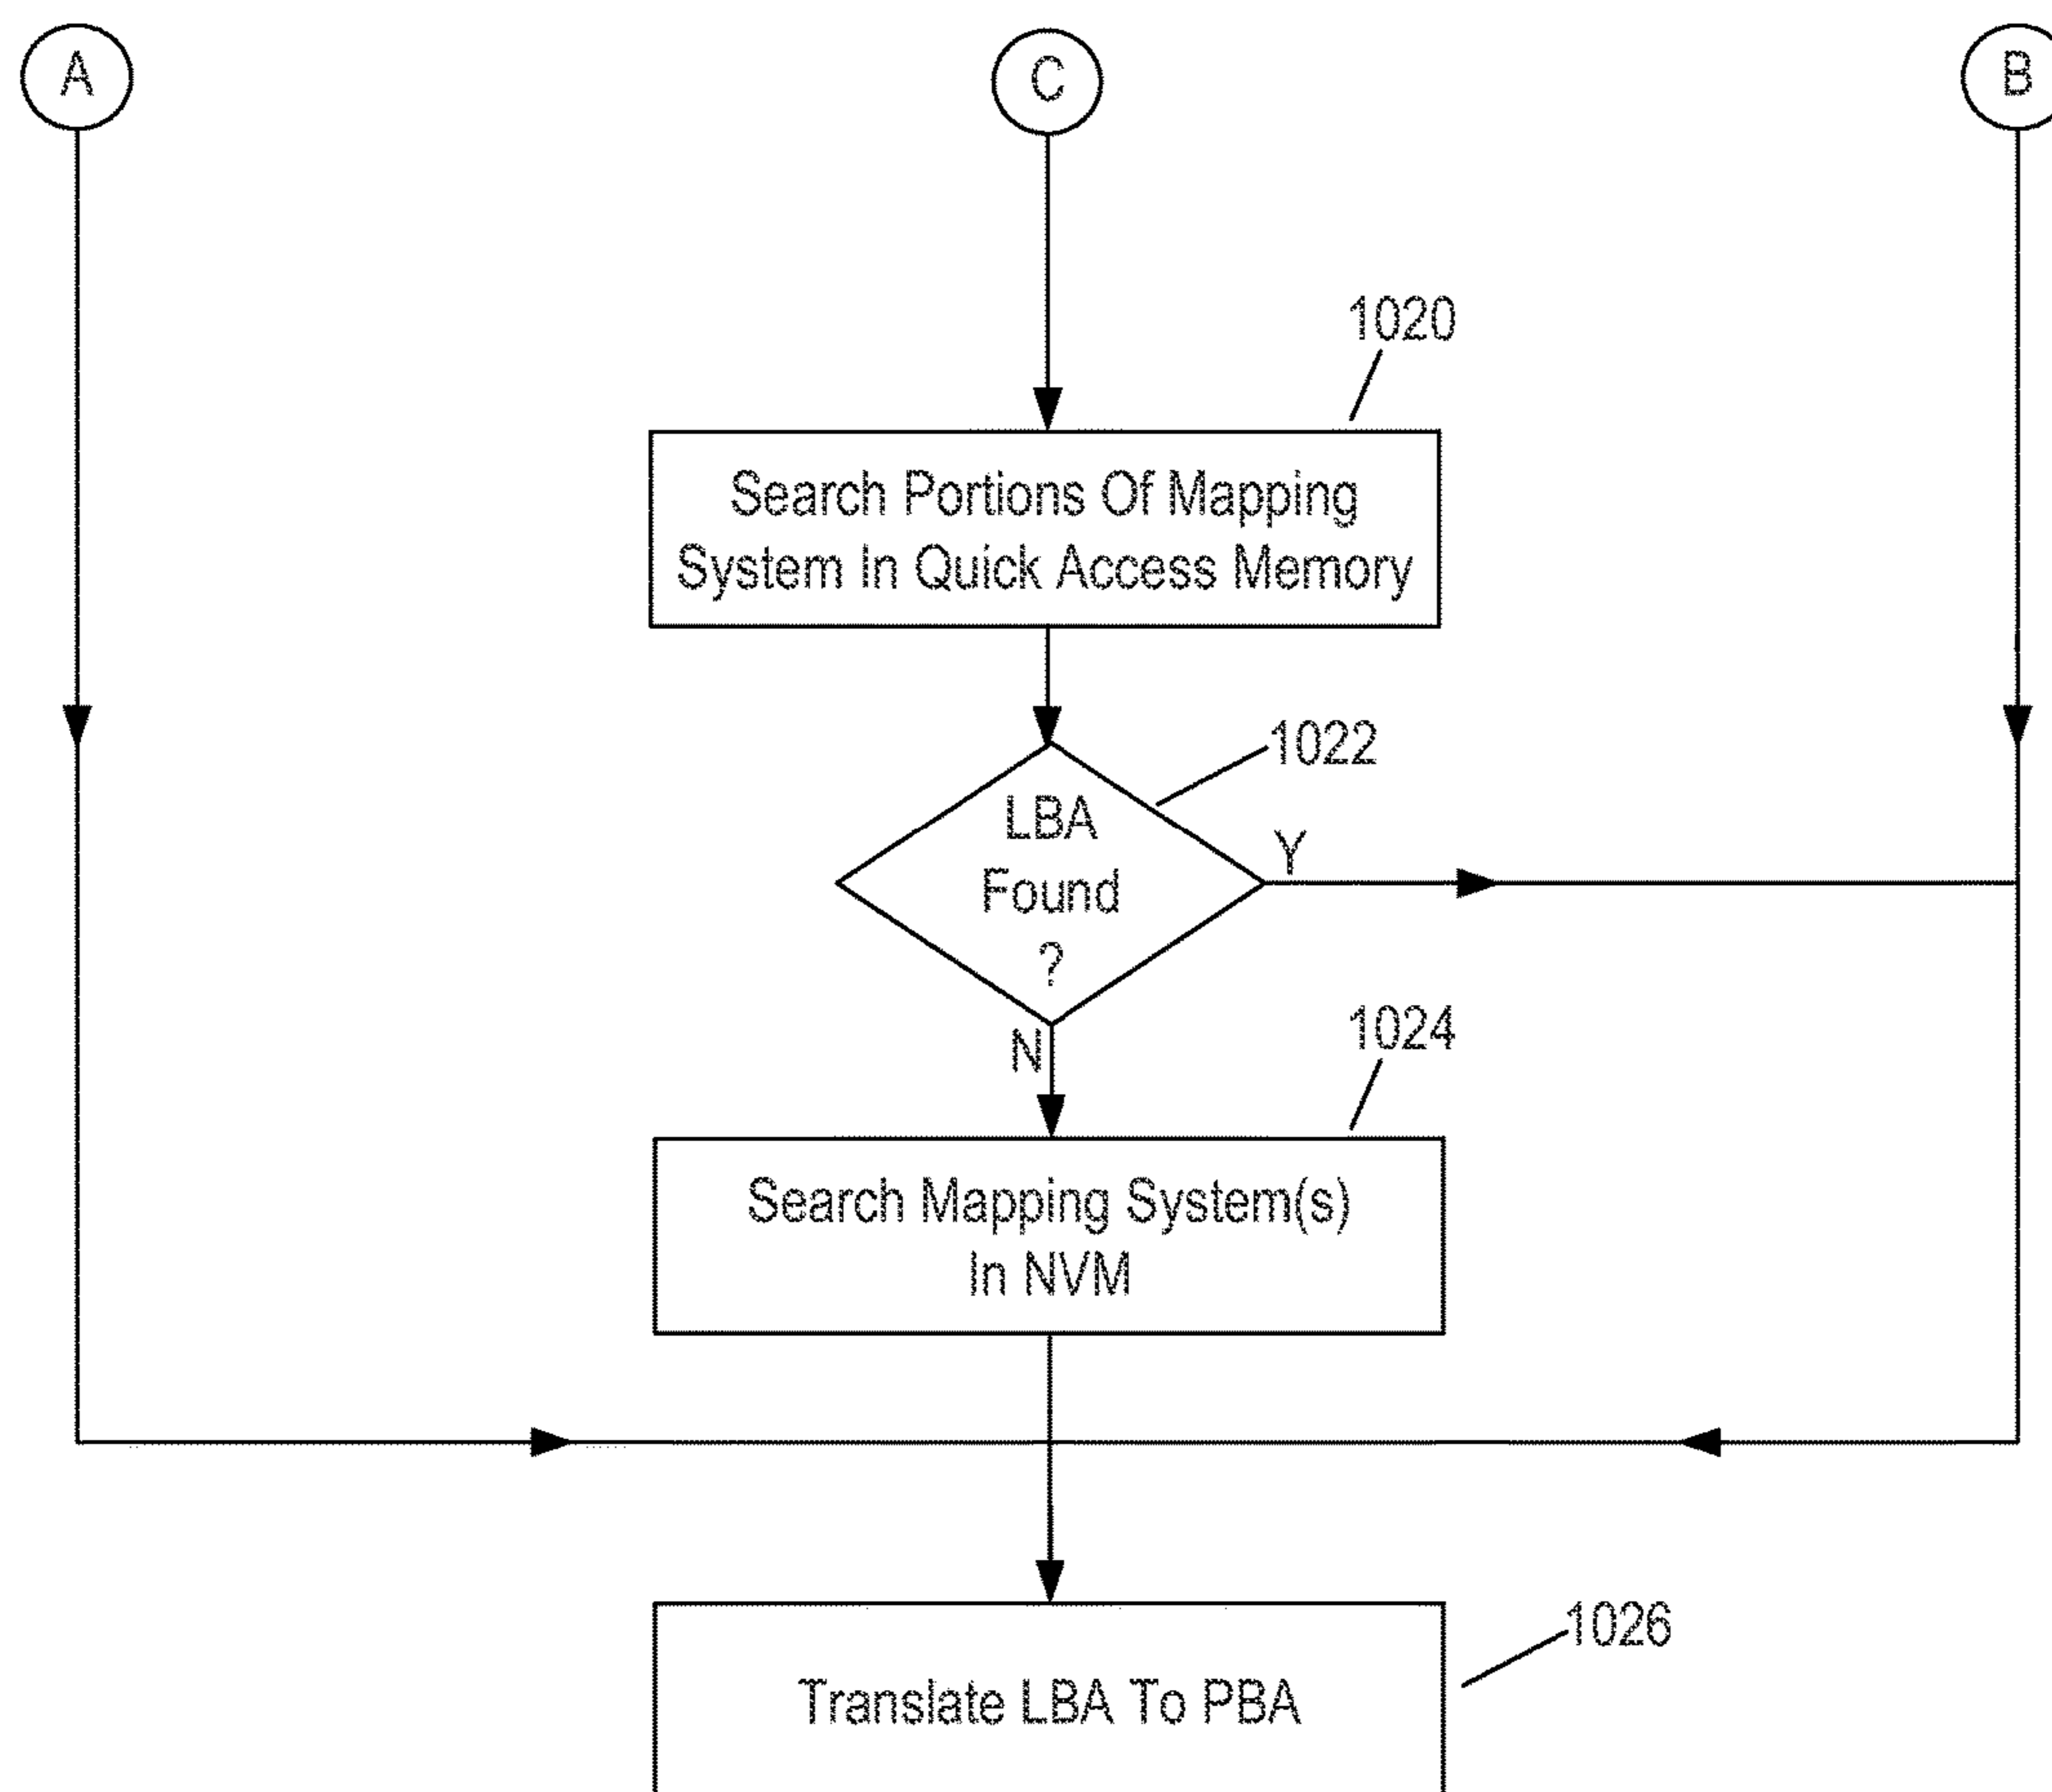 A
C
B
1020
Search Portions Of Mapping
System In Quick Access Memory
1022
LBA
Found
?
Y
N
1024
Search Mapping System(s)
In NVM
1026
Translate LBA To PBA